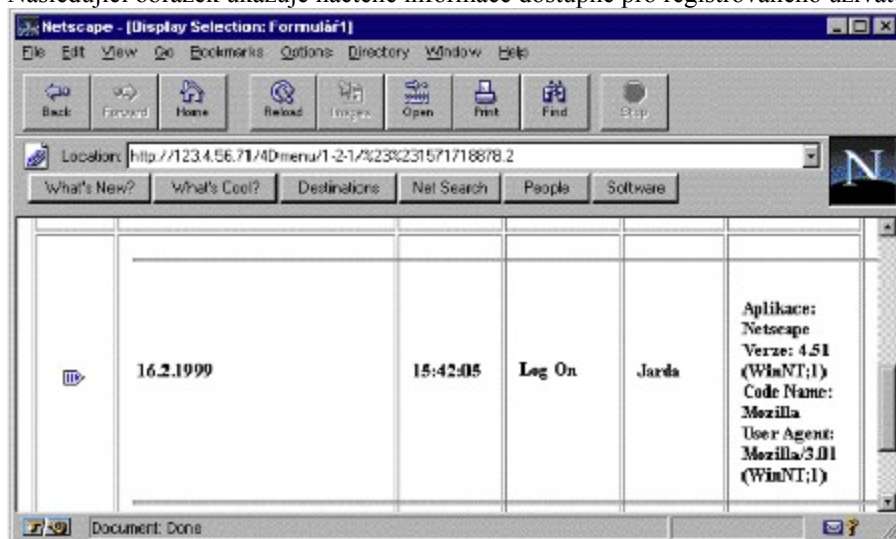 Následující obrázek ukazuje načtené informace dostupné pro registrovaného uživat
Netscape - [Display Selection: Formulář1]
File Edit View Go Bookmarks Options Directory Window Help
Back Forward Home Reload Images Open Print Find Stop
Location: http://123.4.56.71/4Dmenu/1-2-1/%23%231571718878.2
N
What's New? What's Cool? Destinations Net Search People Software
16.2.1999 15:42:05 Log On Jarda
Aplikace:
Netscape
Verze: 4.51
(WinNT;I)
Code Name:
Mozilla
User Agent:
Mozilla/3.01
(WinNT;I)
Document: Done